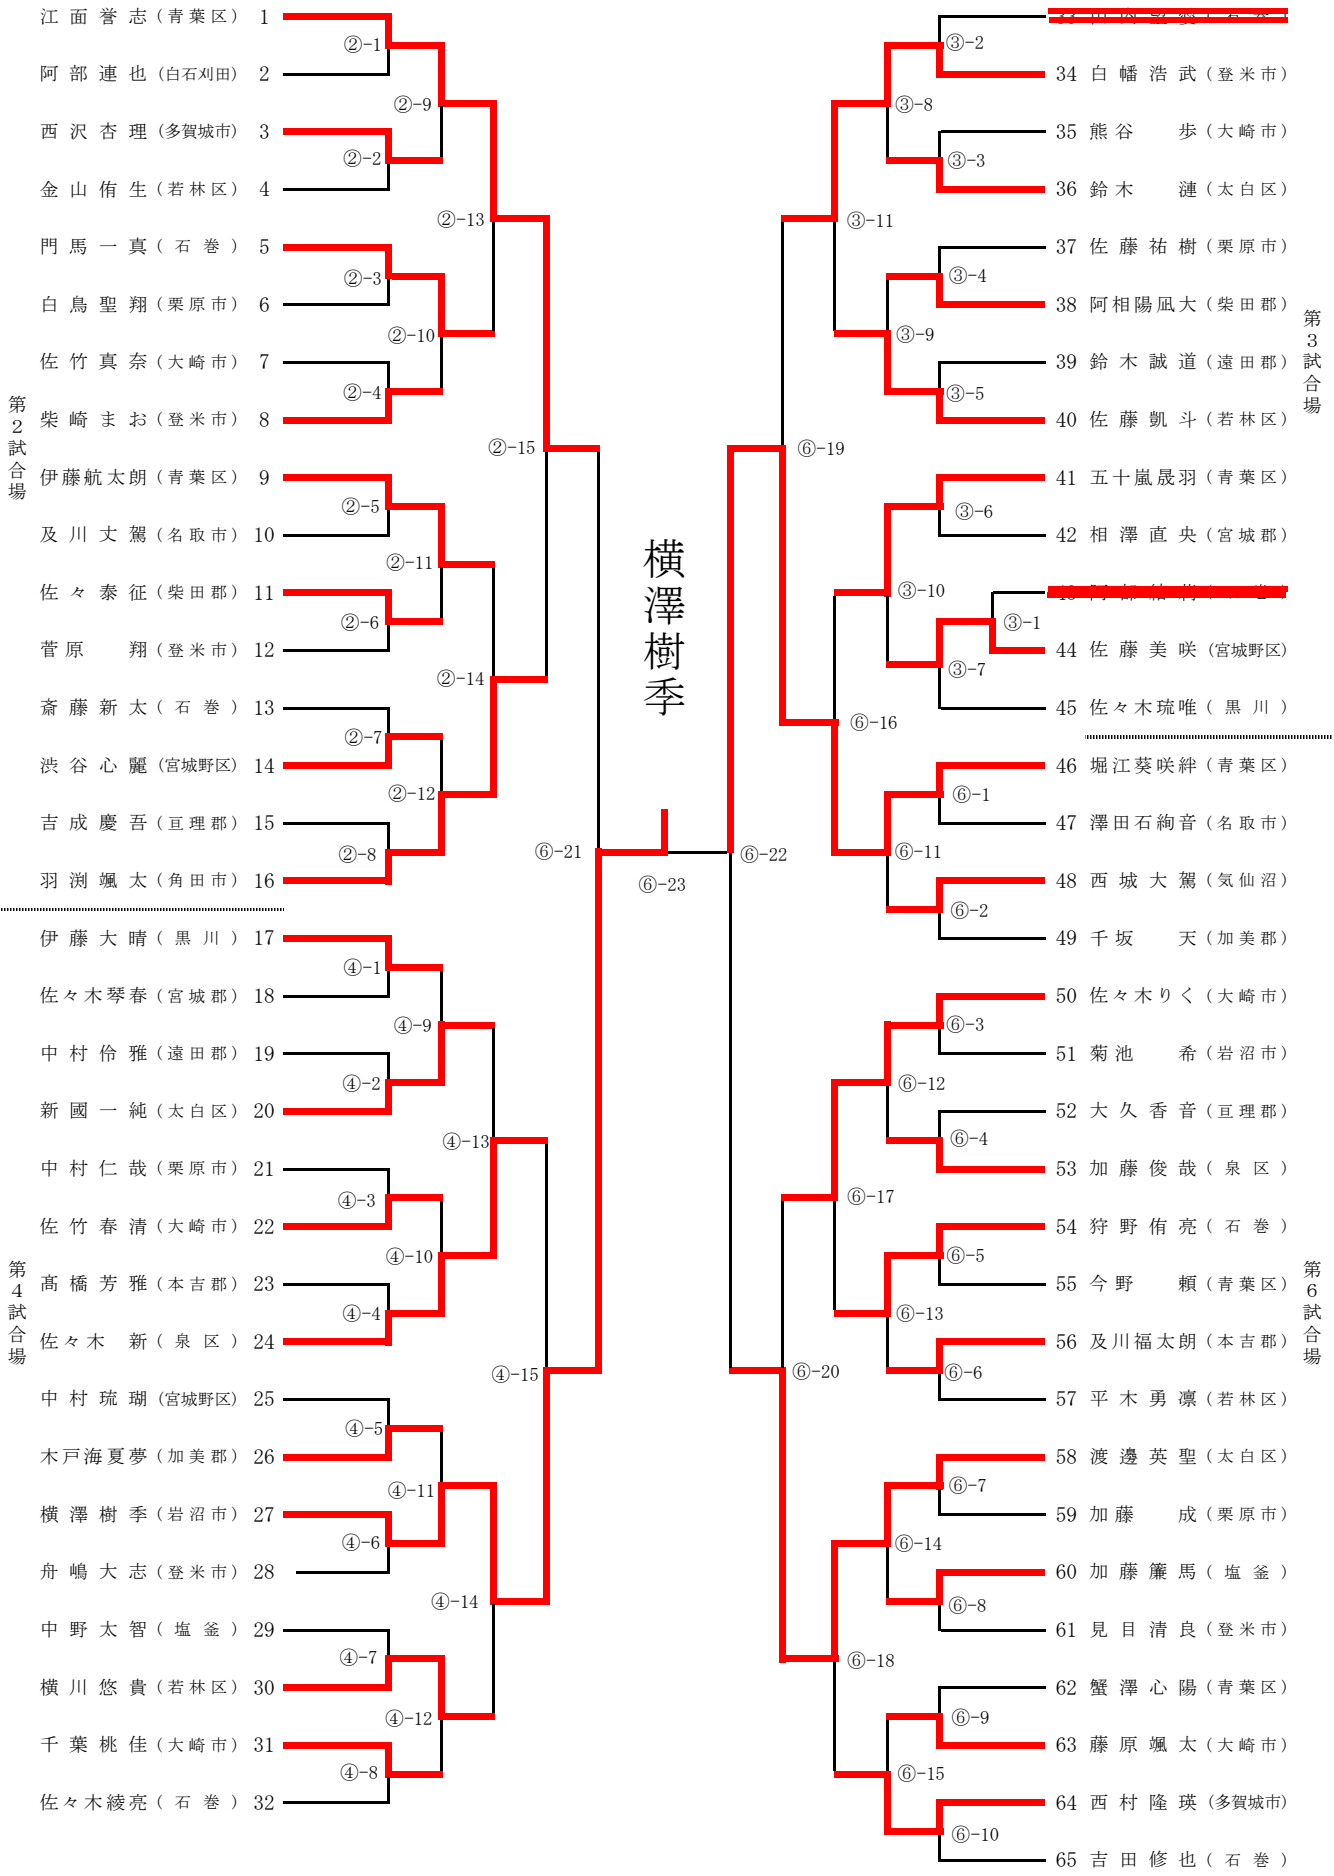 江面誉志（青葉区） 1
②-1
阿部連也（白石刈田） 2
②-9
西沢杏理（多賀城市） 3
②-2
金山侑生（若林区） 4
②-13
門馬一真（石巻） 5
②-3
白鳥聖翔（栗原市） 6
②-10
佐竹真奈（大崎市） 7
②-4
柴崎まお（登米市） 8
第2試合場
②-15
伊藤航太朗（青葉区） 9
②-5
及川丈駕（名取市） 10
②-11
佐々泰征（柴田郡） 11
②-6
菅原　翔（登米市） 12
②-14
斎藤新太（石巻） 13
②-7
渋谷心麗（宮城野区） 14
②-12
吉成慶吾（亘理郡） 15
②-8
羽渕颯太（角田市） 16
伊藤大晴（黒川） 17
④-1
佐々木琴春（宮城郡） 18
④-9
中村伶雅（遠田郡） 19
④-2
新國一純（太白区） 20
④-13
中村仁哉（栗原市） 21
④-3
佐竹春清（大崎市） 22
④-10
髙橋芳雅（本吉郡） 23
④-4
佐々木　新（泉区） 24
第4試合場
④-15
中村琉瑚（宮城野区） 25
④-5
木戸海夏夢（加美郡） 26
④-11
横澤樹季（岩沼市） 27
④-6
舟嶋大志（登米市） 28
④-14
中野太智（塩釜） 29
④-7
横川悠貴（若林区） 30
④-12
千葉桃佳（大崎市） 31
④-8
佐々木綾亮（石巻） 32
横澤樹季
⑥-21
⑥-23
⑥-22
③-2
34 白幡浩武（登米市）
③-8
35 熊谷　歩（大崎市）
③-3
36 鈴木　漣（太白区）
③-11
37 佐藤祐樹（栗原市）
③-4
38 阿相陽凪大（柴田郡）
③-9
39 鈴木誠道（遠田郡）
③-5
40 佐藤凱斗（若林区）
第3試合場
⑥-19
41 五十嵐晟羽（青葉区）
③-6
42 相澤直央（宮城郡）
③-10
③-1
44 佐藤美咲（宮城野区）
③-7
45 佐々木琉唯（黒川）
⑥-16
46 堀江葵咲絆（青葉区）
⑥-1
47 澤田石絢音（名取市）
⑥-11
48 西城大駕（気仙沼）
⑥-2
49 千坂　天（加美郡）
50 佐々木りく（大崎市）
⑥-3
51 菊池　希（岩沼市）
⑥-12
52 大久香音（亘理郡）
⑥-4
53 加藤俊哉（泉区）
⑥-17
54 狩野侑亮（石巻）
⑥-5
55 今野　頼（青葉区）
⑥-13
56 及川福太朗（本吉郡）
⑥-6
57 平木勇凛（若林区）
第6試合場
⑥-20
58 渡邊英聖（太白区）
⑥-7
59 加藤　成（栗原市）
⑥-14
60 加藤簾馬（塩釜）
⑥-8
61 見目清良（登米市）
⑥-18
62 蟹澤心陽（青葉区）
⑥-9
63 藤原颯太（大崎市）
⑥-15
64 西村隆瑛（多賀城市）
⑥-10
65 吉田修也（石巻）